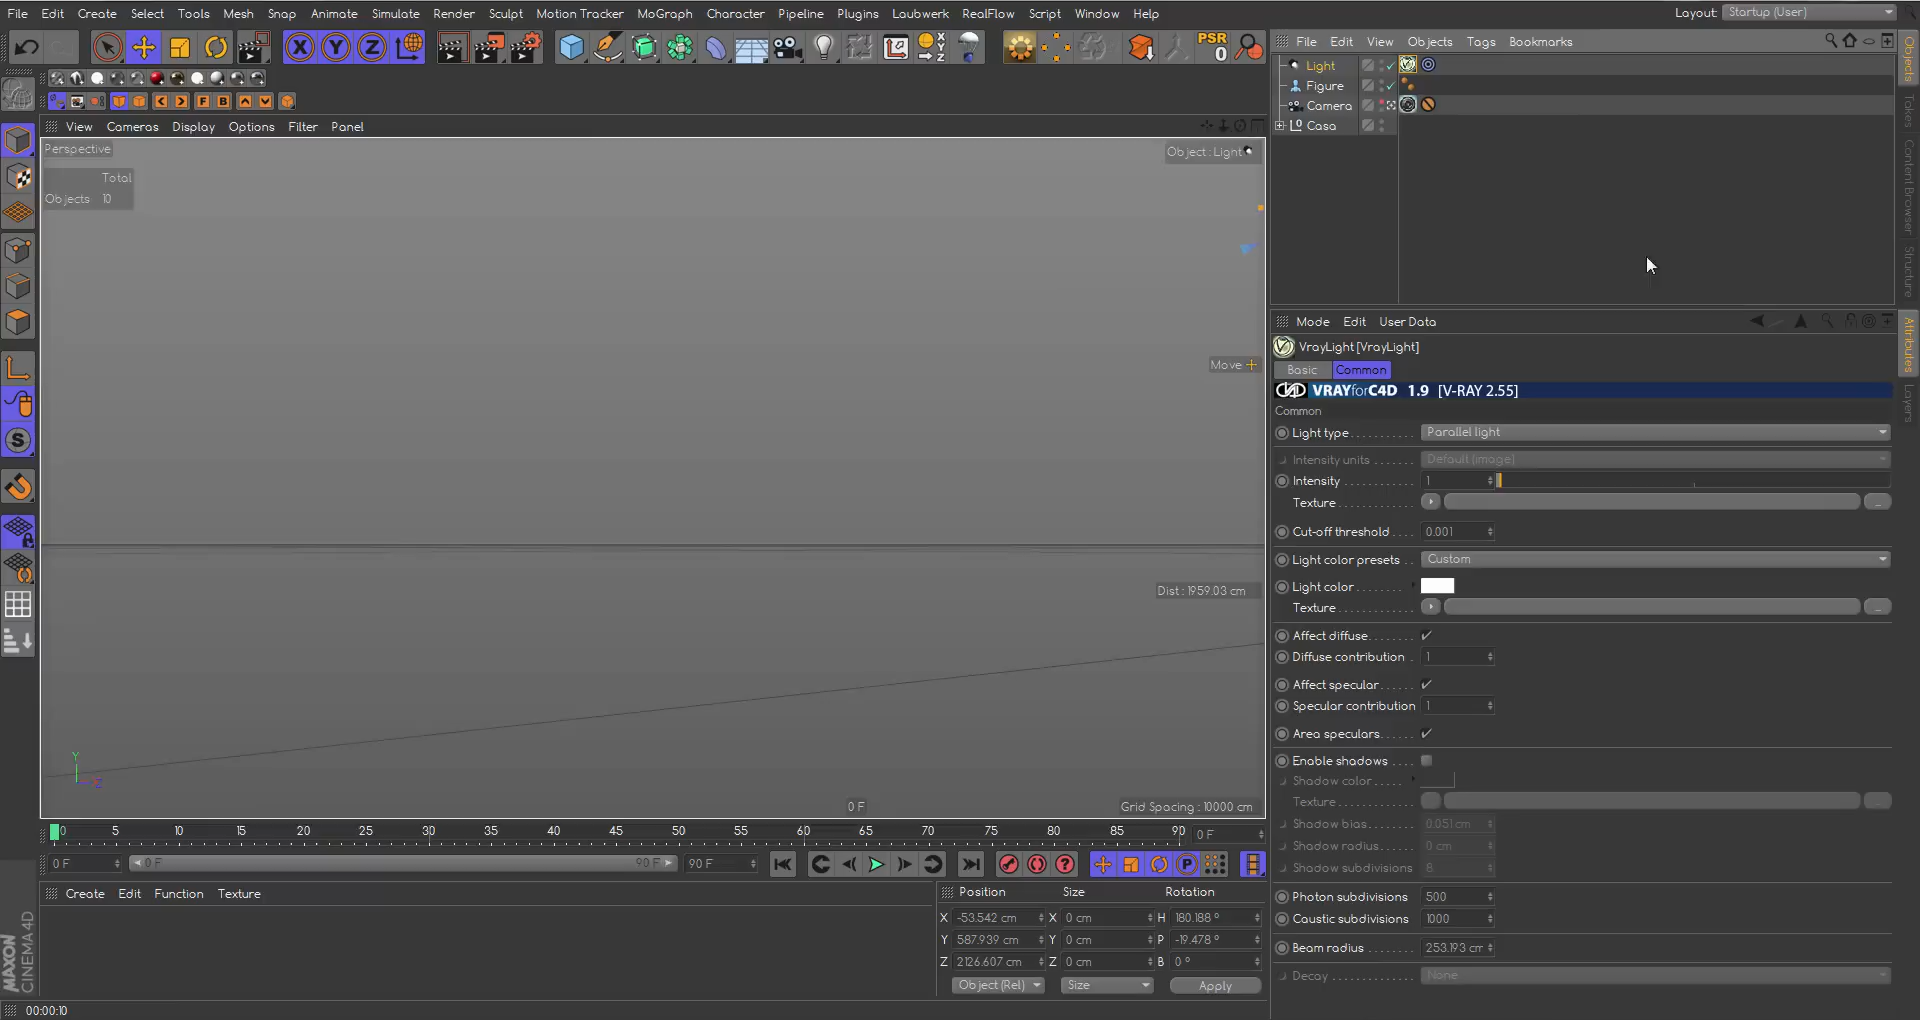 File Edit Create Select Tools Mesh Snap Animate Simulate Render Sculpt Motion Tracker MoGraph Character Pipeline Plugins Laubwerk RealFlow Script Window Help
Layout: Startup (User)
X Y Z
PSR
0
File Edit View Objects Tags Bookmarks
Light
Figure
Camera
Casa
F B
View Cameras Display Options Filter Panel
Perspective
Object : Light
Total
Objects 10
Move
Dist : 1959.03 cm
Y
Z
0 F
Grid Spacing : 10000 cm
0 5 10 15 20 25 30 35 40 45 50 55 60 65 70 75 80 85 90 0 F
0 F 0 F 90 F 90 F
P
Create Edit Function Texture
Position Size Rotation
X -53.542 cm X 0 cm H 180.188 °
Y 587.939 cm Y 0 cm P -19.478 °
Z 2126.607 cm Z 0 cm B 0 °
Object (Rel) Size Apply
MAXON
CINEMA 4D
00:00:10
Mode Edit User Data
VrayLight [VrayLight]
Basic Common
VRAYforC4D 1.9 [V-RAY 2.55]
Common
Light type Parallel light
Intensity units Default (image)
Intensity 1
Texture
Cut-off threshold 0.001
Light color presets Custom
Light color
Texture
Affect diffuse
Diffuse contribution 1
Affect specular
Specular contribution 1
Area speculars
Enable shadows
Shadow color
Texture
Shadow bias 0.051 cm
Shadow radius 0 cm
Shadow subdivisions 8
Photon subdivisions 500
Caustic subdivisions 1000
Beam radius 253.193 cm
Decay None
Objects
Takes
Content Browser
Structure
Attributes
Layers